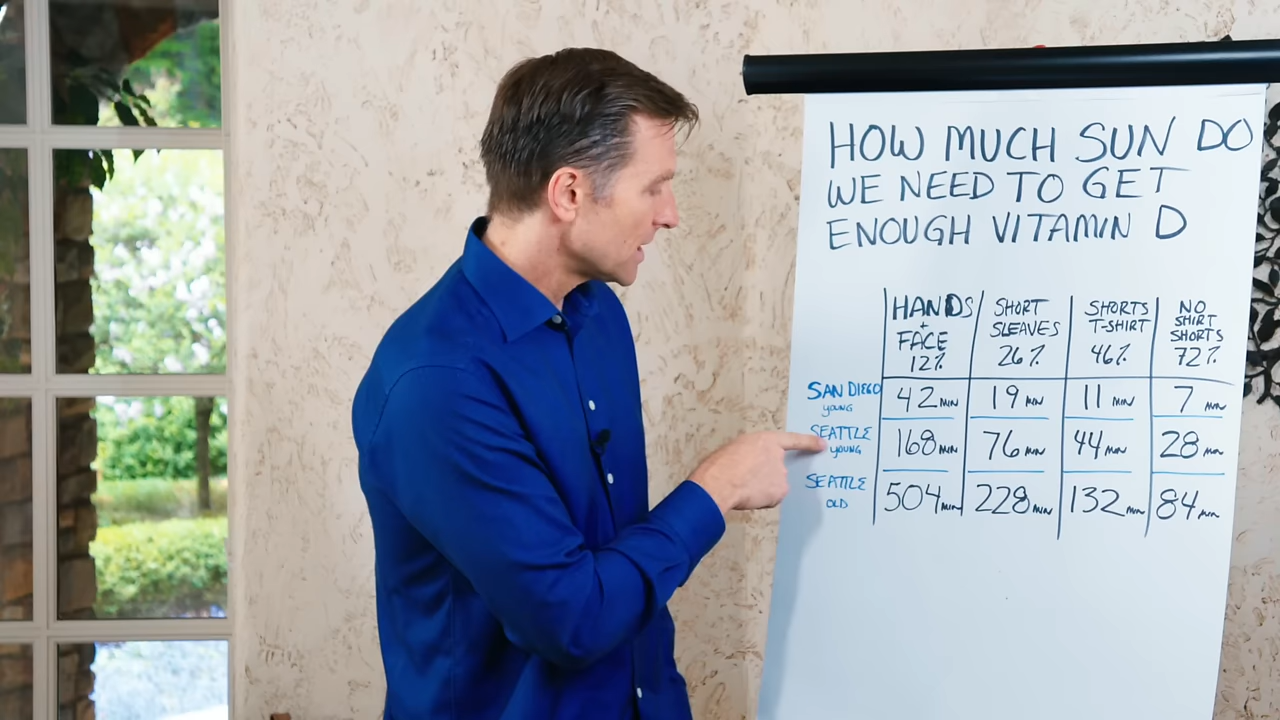 HOW MUCH SUN DO
WE NEED TO GET
ENOUGH VITAMIN D
HANDS + FACE 12%
SHORT SLEAVES 26%
SHORTS T-SHIRT 46%
NO SHIRT SHORTS 72%
SAN DIEGO YOUNG 42 MIN 19 MIN 11 MIN 7 MIN
SEATTLE YOUNG 168 MIN 76 MIN 44 MIN 28 MIN
SEATTLE OLD 504 MIN 228 MIN 132 MIN 84 MIN